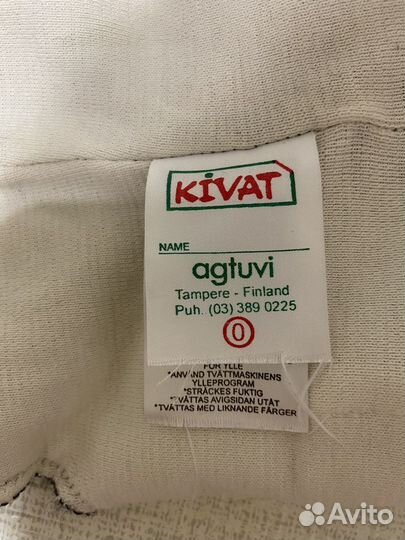 KIVAT
NAME
agtuvi
Tampere - Finland
Puh. (03) 389 0225
0
FÖR YLLE
*ANVÄND TVÄTTMASKINENS
YLLEPROGRAM
*STRÄCKES FUKTIG
*TVÄTTAS AVIGSIDAN UTÅT
*TVÄTTAS MED LIKNANDE FÄRGER
Avito